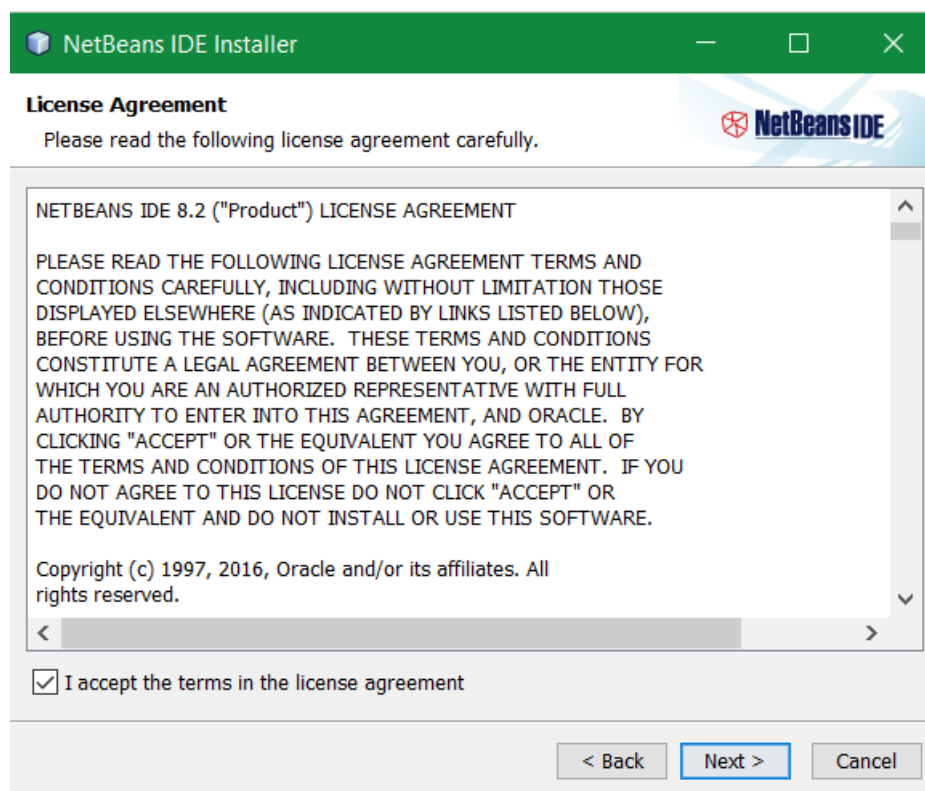 NetBeans IDE Installer
License Agreement
Please read the following license agreement carefully.
NetBeans IDE
NETBEANS IDE 8.2 ("Product") LICENSE AGREEMENT
PLEASE READ THE FOLLOWING LICENSE AGREEMENT TERMS AND
CONDITIONS CAREFULLY, INCLUDING WITHOUT LIMITATION THOSE
DISPLAYED ELSEWHERE (AS INDICATED BY LINKS LISTED BELOW),
BEFORE USING THE SOFTWARE.  THESE TERMS AND CONDITIONS
CONSTITUTE A LEGAL AGREEMENT BETWEEN YOU, OR THE ENTITY FOR
WHICH YOU ARE AN AUTHORIZED REPRESENTATIVE WITH FULL
AUTHORITY TO ENTER INTO THIS AGREEMENT, AND ORACLE.  BY
CLICKING "ACCEPT" OR THE EQUIVALENT YOU AGREE TO ALL OF
THE TERMS AND CONDITIONS OF THIS LICENSE AGREEMENT.  IF YOU
DO NOT AGREE TO THIS LICENSE DO NOT CLICK "ACCEPT" OR
THE EQUIVALENT AND DO NOT INSTALL OR USE THIS SOFTWARE.
Copyright (c) 1997, 2016, Oracle and/or its affiliates. All
rights reserved.
I accept the terms in the license agreement
< Back
Next >
Cancel